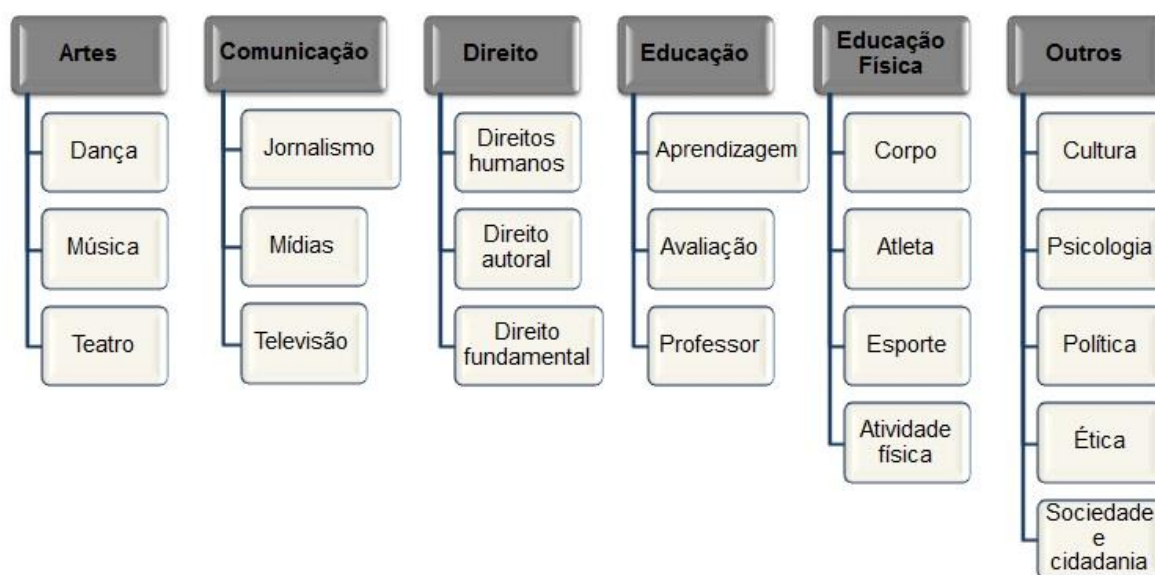 Artes
Dança
Música
Teatro
Comunicação
Jornalismo
Mídias
Televisão
Direito
Direitos
humanos
Direito
autoral
Direito
fundamental
Educação
Aprendizagem
Avaliação
Professor
Educação
Física
Corpo
Atleta
Esporte
Atividade
física
Outros
Cultura
Psicologia
Política
Ética
Sociedade
e
cidadania